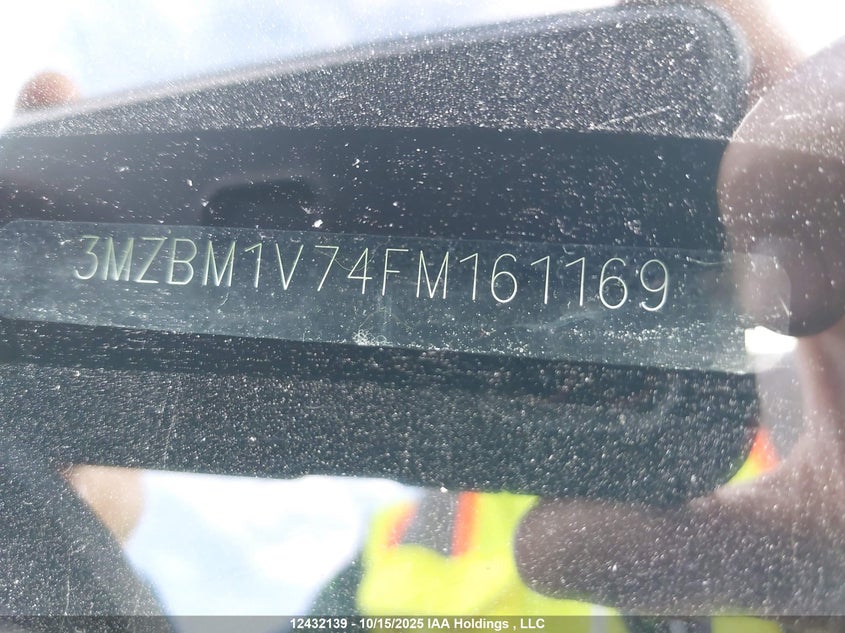 3MZBM1V74FM161169
12432139 - 10/15/2025 IAA Holdings , LLC